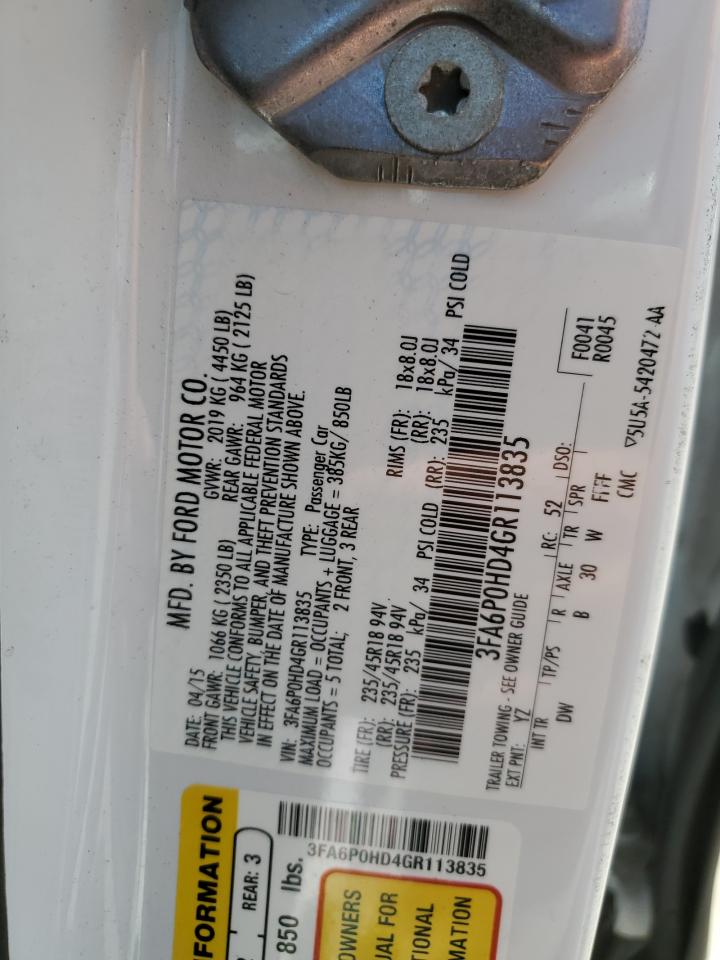 MFD. BY FORD MOTOR CO.
DATE: 04/15 GVWR: 2019 KG ( 4450 LB)
FRONT GAWR: 1066 KG ( 2350 LB) REAR GAWR: 964 KG ( 2125 LB)
THIS VEHICLE CONFORMS TO ALL APPLICABLE FEDERAL MOTOR
VEHICLE SAFETY, BUMPER, AND THEFT PREVENTION STANDARDS
IN EFFECT ON THE DATE OF MANUFACTURE SHOWN ABOVE.
VIN: 3FA6P0HD4GR113835 TYPE: Passenger Car
MAXIMUM LOAD = OCCUPANTS + LUGGAGE = 385KG/ 850LB
OCCUPANTS = 5 TOTAL; 2 FRONT, 3 REAR
TIRE (FR): 235/45R18 94V RIMS (FR): 18x8.0J
(RR): 235/45R18 94V (RR): 18x8.0J
PRESSURE (FR): 235 kPa/ 34 PSI COLD (RR): 235 kPa/ 34 PSI COLD
3FA6P0HD4GR113835
TRAILER TOWING - SEE OWNER GUIDE
EXT PNT: YZ RC: 52 DSO:
INT TR TP/PS R AXLE TR SPR
DW B 30 W FFFF
F0041
R0045
CMC
▽5U5A-5420472-AA
FORMATION
REAR: 3
850 lbs.
3FA6P0HD4GR113835
OWNERS
UAL FOR
TIONAL
MATION